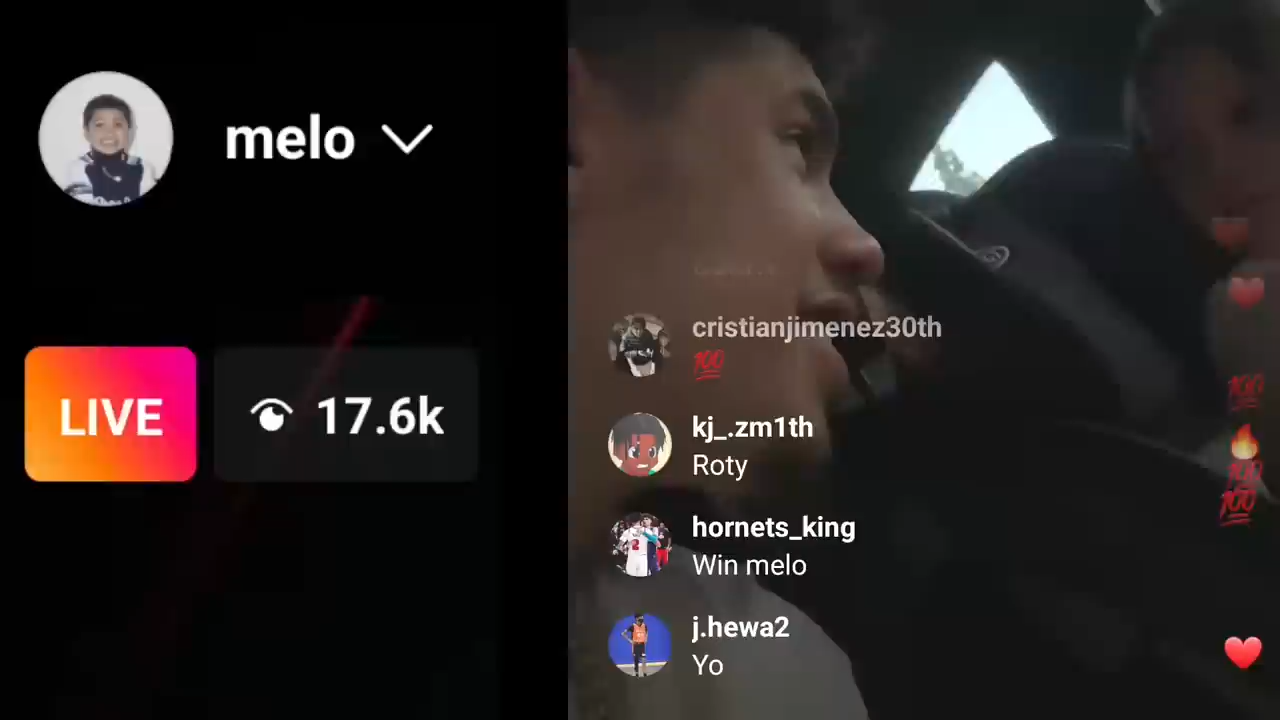 melo
LIVE
17.6k
cristianjimenez30th
💯
kj_.zm1th
Roty
hornets_king
Win melo
j.hewa2
Yo